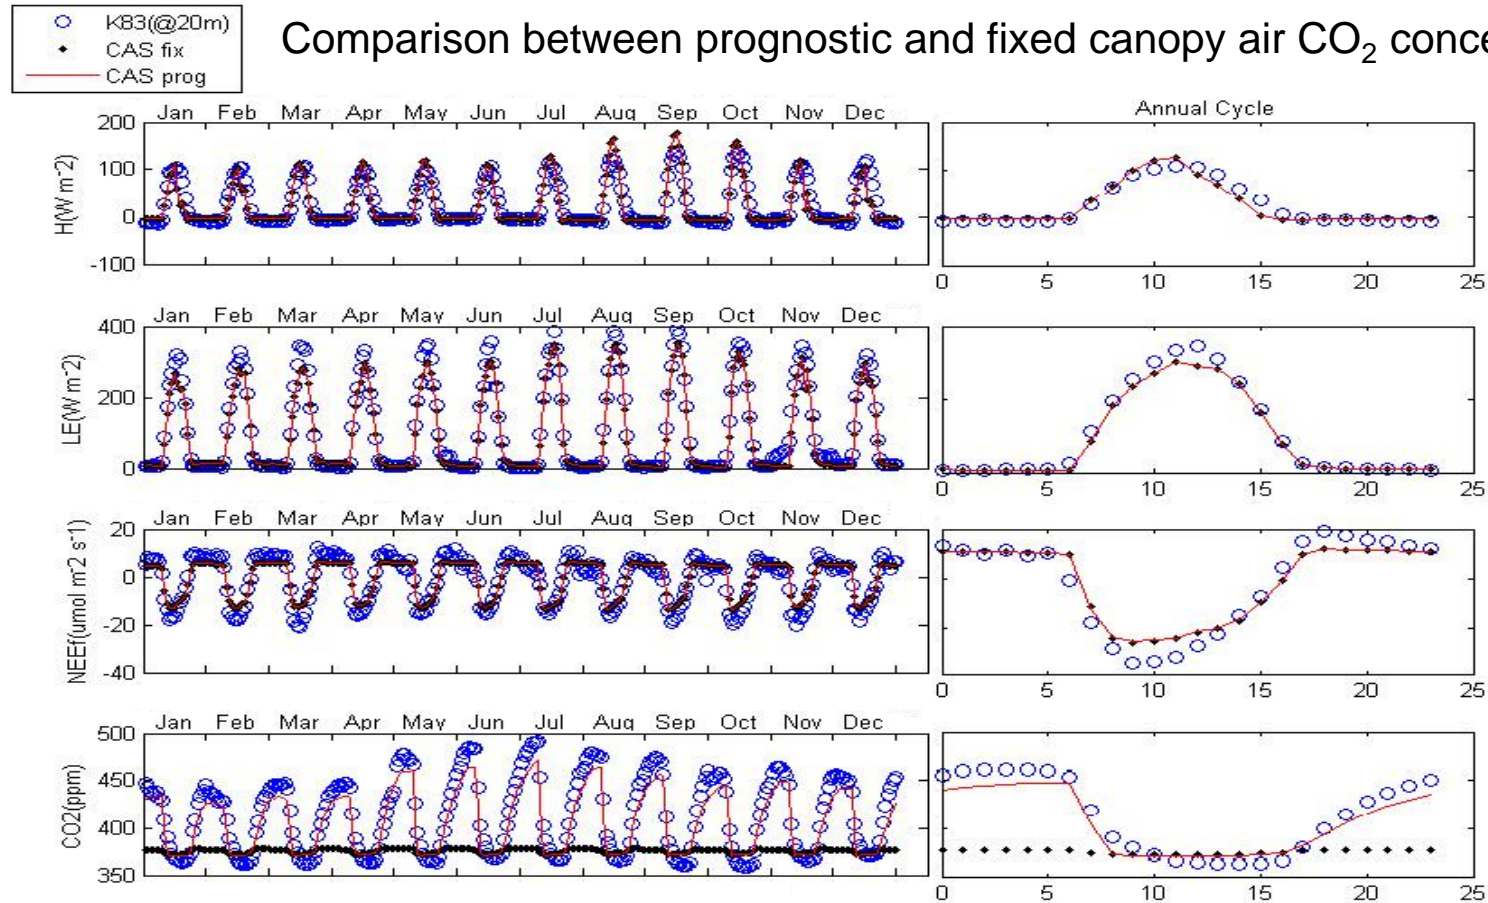 K83(@20m)
CAS fix
CAS prog
Comparison between prognostic and fixed canopy air CO2 conce
Jan Feb Mar Apr May Jun Jul Aug Sep Oct Nov Dec
Annual Cycle
H(W m-2)
200
100
0
-100
0 5 10 15 20 25
Jan Feb Mar Apr May Jun Jul Aug Sep Oct Nov Dec
LE(W m-2)
400
200
0
0 5 10 15 20 25
Jan Feb Mar Apr May Jun Jul Aug Sep Oct Nov Dec
NEEf(umol m-2 s-1)
20
0
-20
-40
0 5 10 15 20 25
Jan Feb Mar Apr May Jun Jul Aug Sep Oct Nov Dec
CO2(ppm)
500
450
400
350
0 5 10 15 20 25